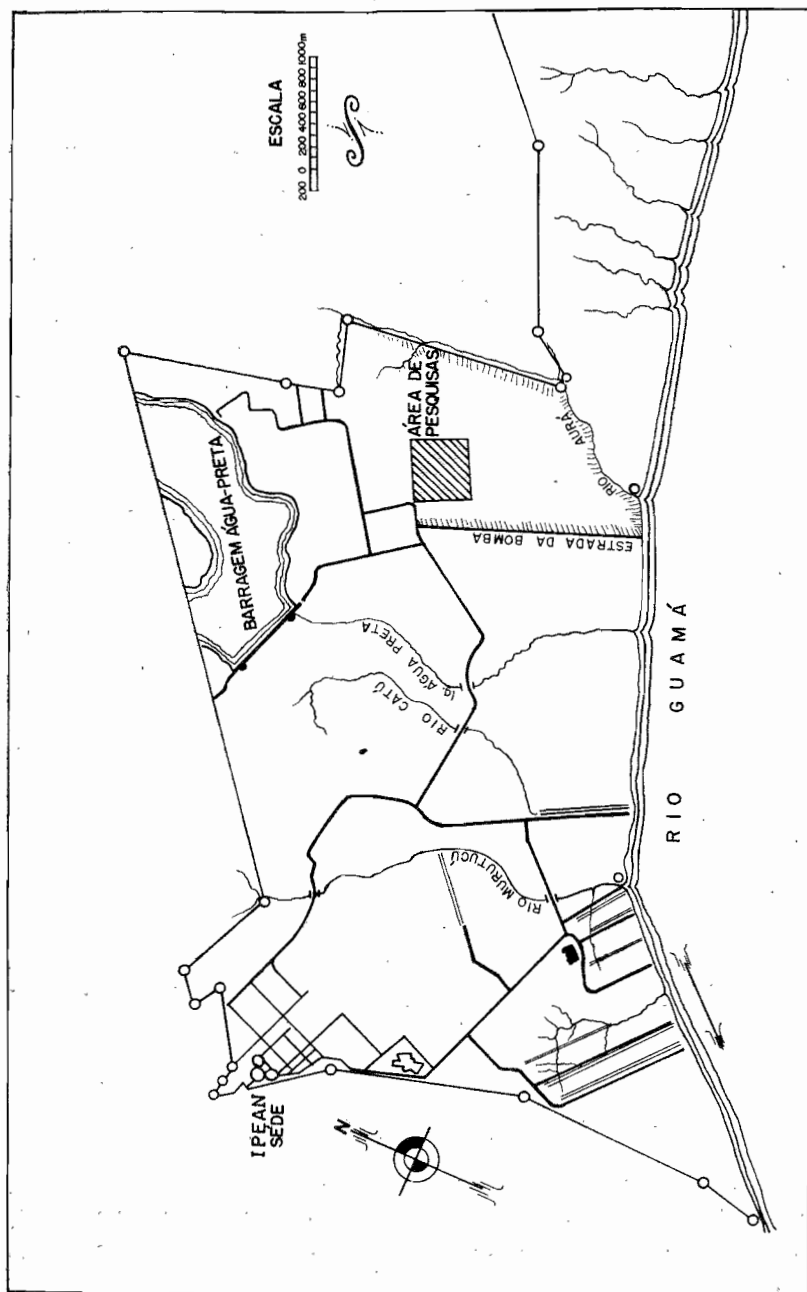 ESCALA
200 0 200 400 600 800 1000m
BARRAGEM ÁGUA-PRETA
ÁREA DE
PESQUISAS
RIO AURÁ
ESTRADA DA BOMBA
Ig. ÁGUA PRETA
RIO CATÚ
RIO GUAMÁ
RIO MURUTUCÚ
IPEAN
SEDE
N